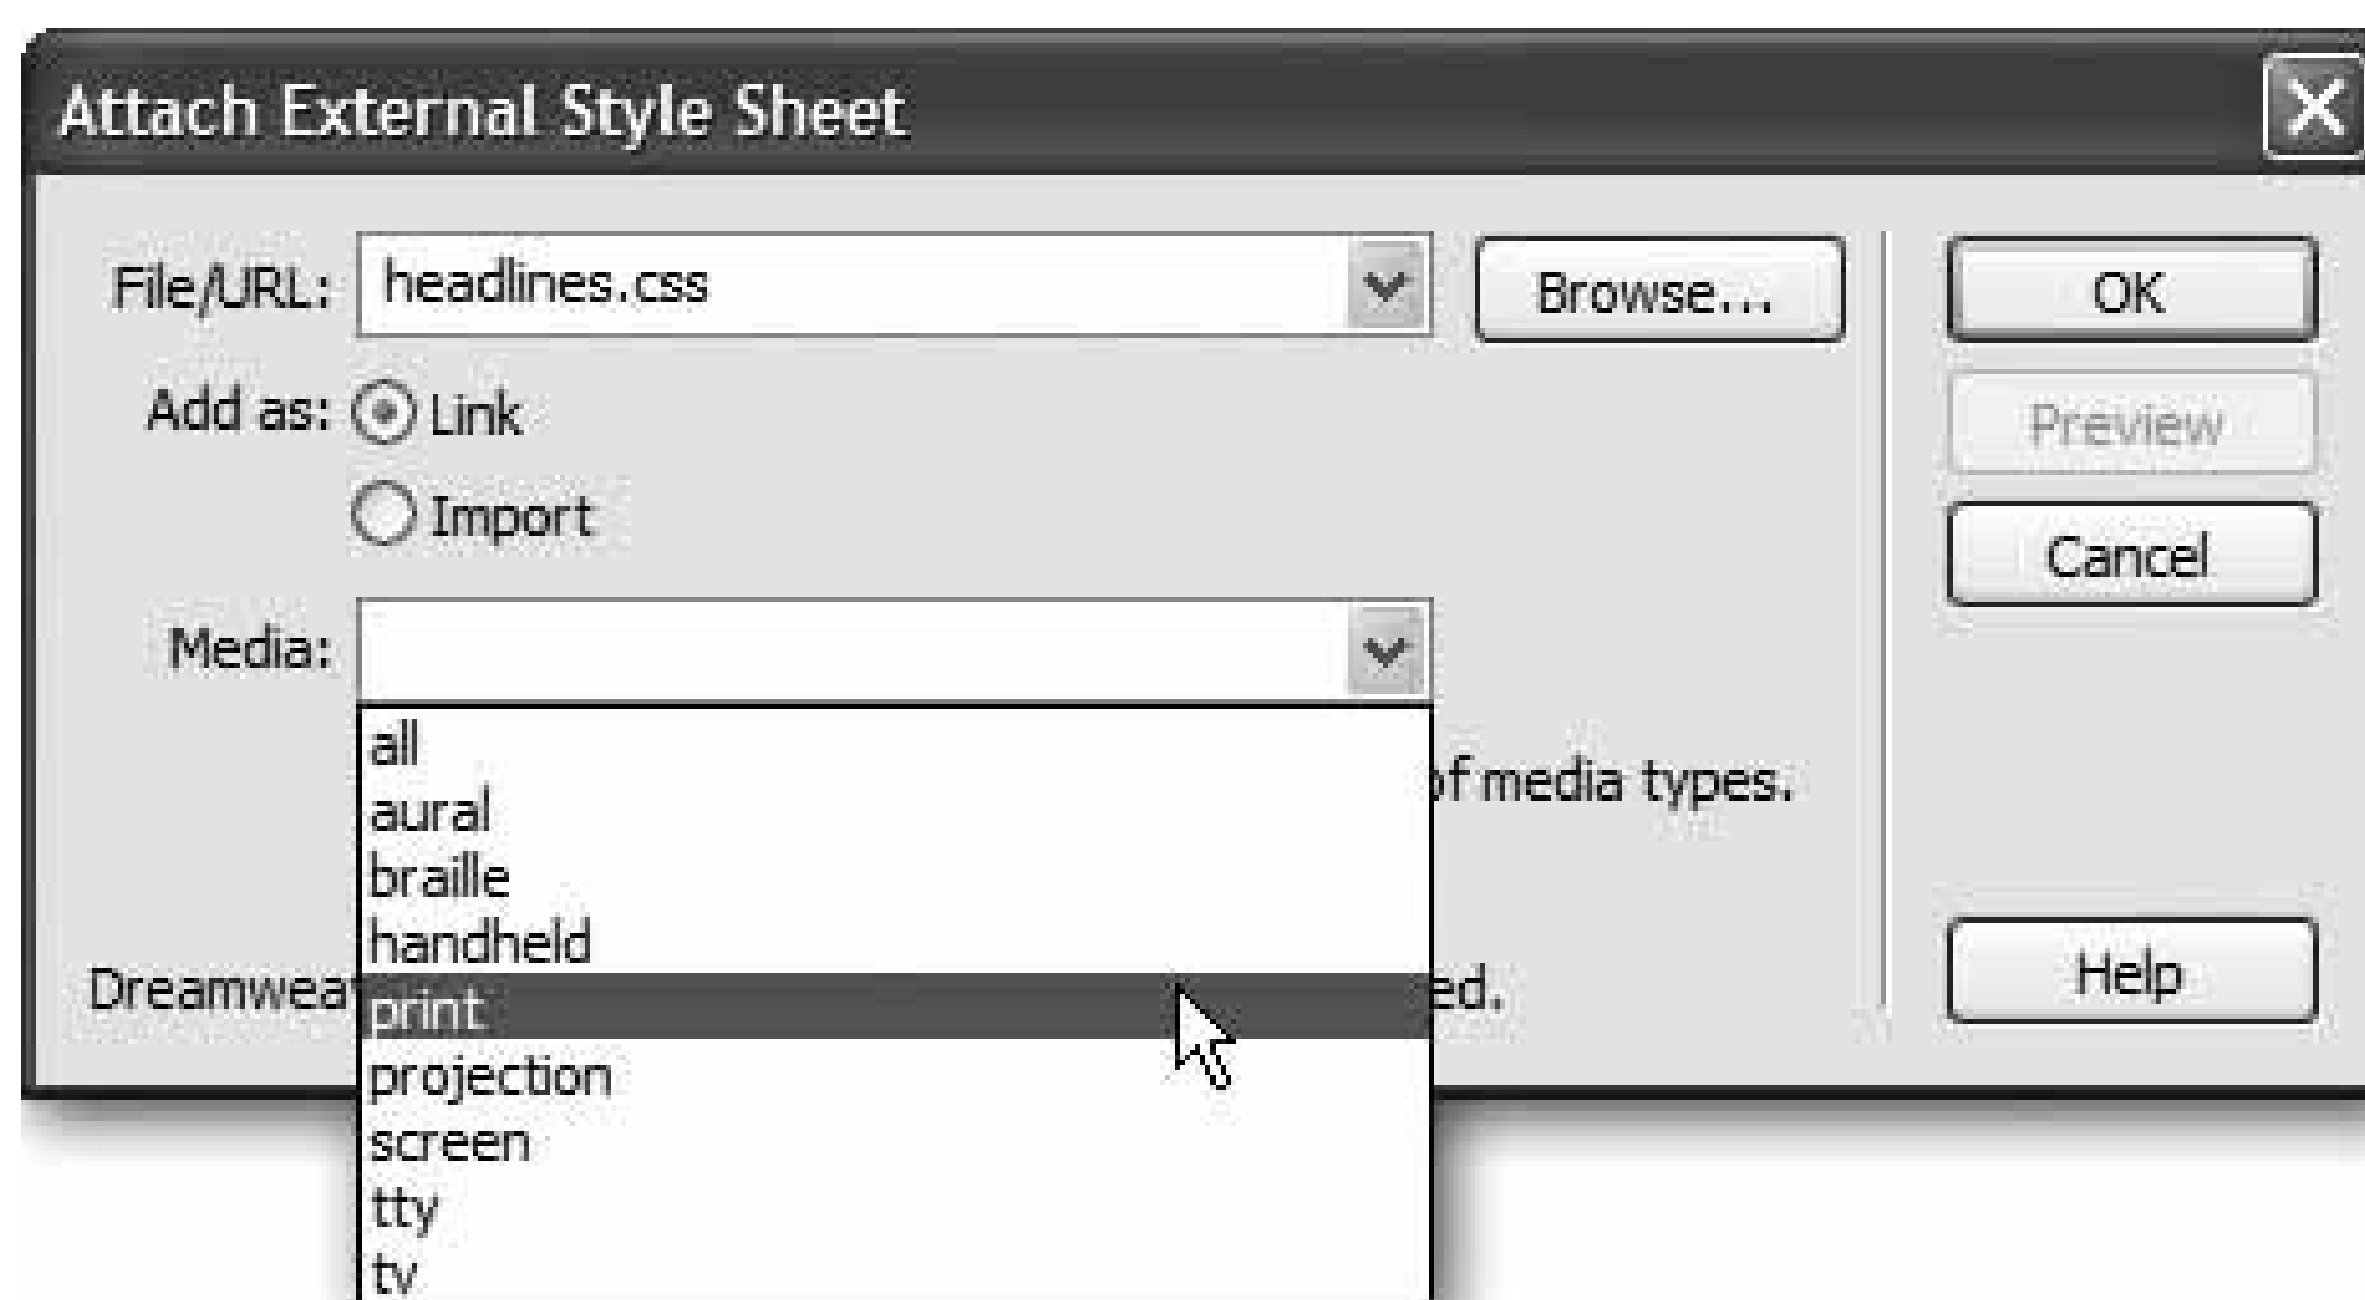 Attach External Style Sheet
File/URL: headlines.css Browse... OK
Add as: Link Preview
Import Cancel
Media:
all
of media types.
aural
braille
handheld
Help
print
ed.
projection
screen
tty
tv